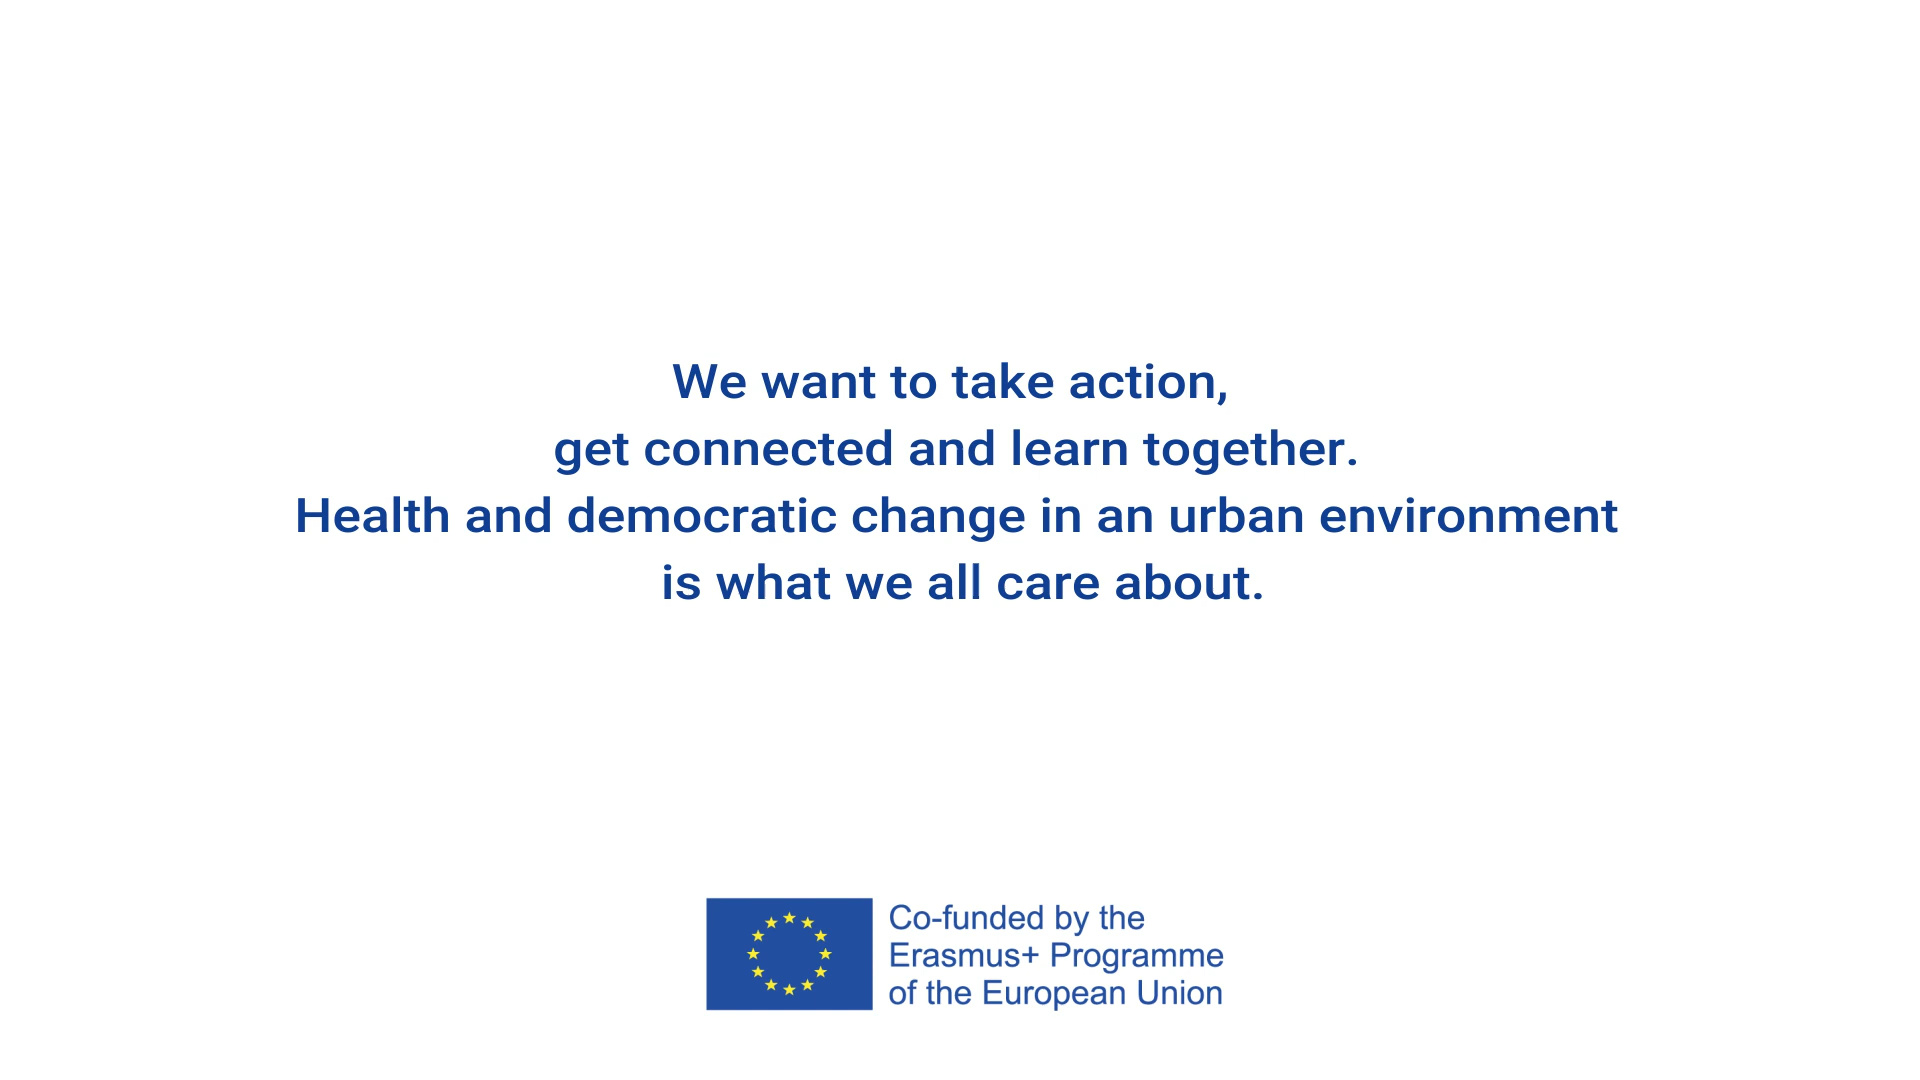 We want to take action,
get connected and learn together.
Health and democratic change in an urban environment
is what we all care about.
Co-funded by the
Erasmus+ Programme
of the European Union